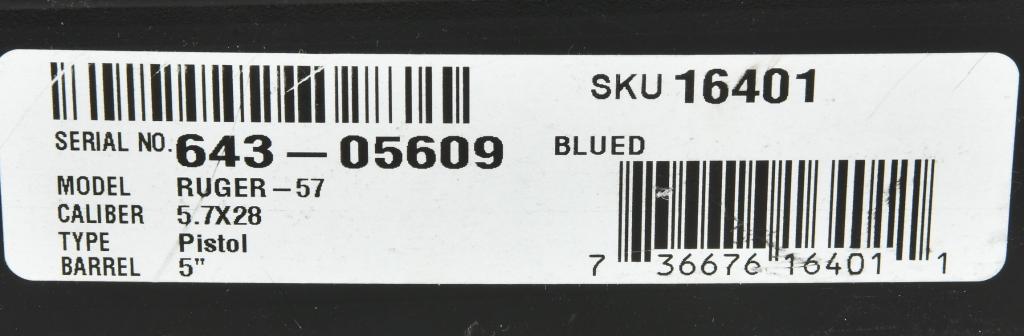 SKU 16401
SERIAL NO. 643-05609
BLUED
MODEL RUGER-57
CALIBER 5.7X28
TYPE Pistol
BARREL 5"
7 36676 16401 1